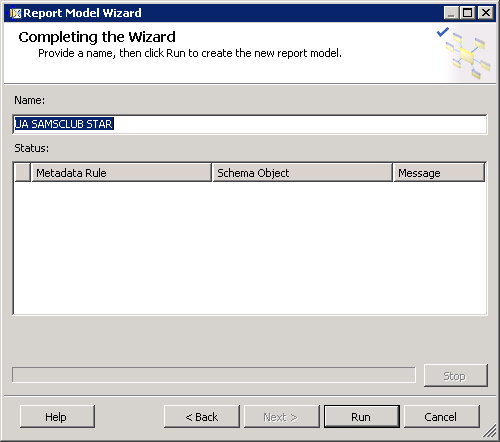 Report Model Wizard
Completing the Wizard
Provide a name, then click Run to create the new report model.
Name:
UA SAMSCLUB STAR
Status:
Metadata Rule Schema Object Message
Stop
Help < Back Next > Run Cancel